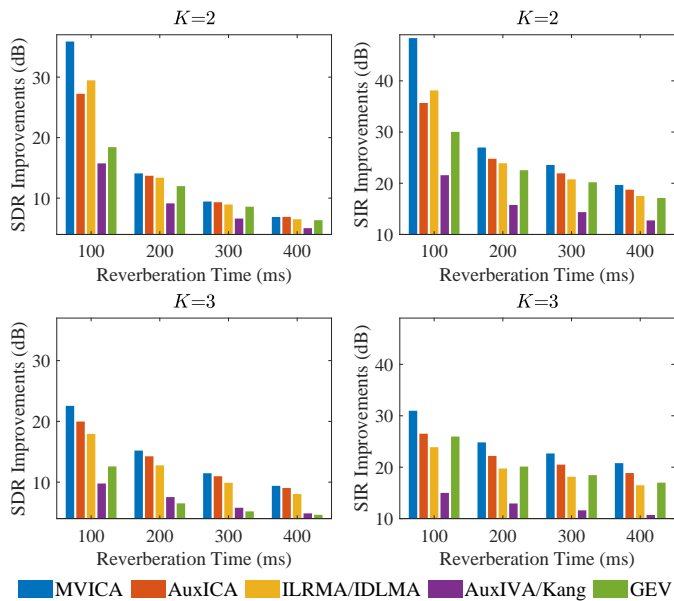 K=2
SDR Improvements (dB)
30
20
10
100 200 300 400
Reverberation Time (ms)
K=2
SIR Improvements (dB)
40
30
20
10
100 200 300 400
Reverberation Time (ms)
K=3
SDR Improvements (dB)
30
20
10
100 200 300 400
Reverberation Time (ms)
K=3
SIR Improvements (dB)
40
30
20
10
100 200 300 400
Reverberation Time (ms)
MVICA AuxICA ILRMA/IDLMA AuxIVA/Kang GEV